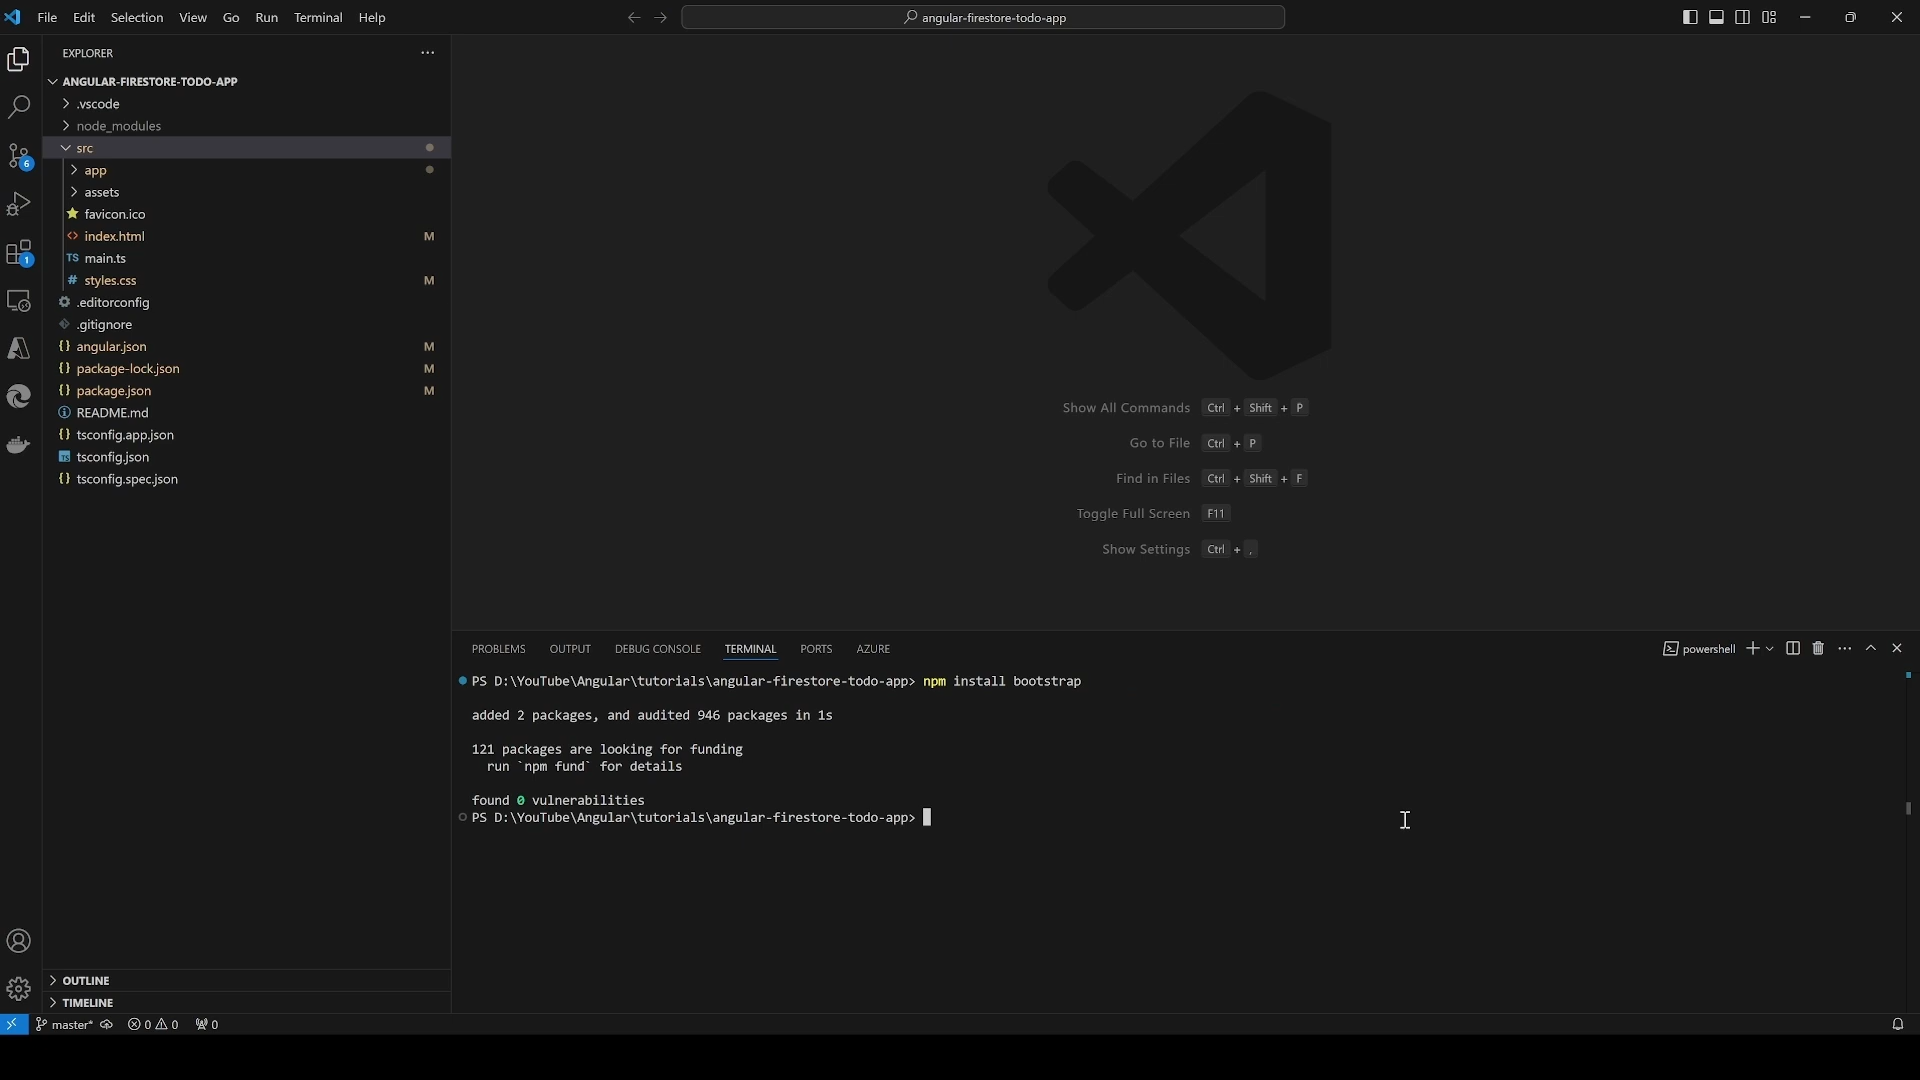 File Edit Selection View Go Run Terminal Help
angular-firestore-todo-app
EXPLORER
ANGULAR-FIRESTORE-TODO-APP
.vscode
node_modules
src
app
assets
favicon.ico
index.html M
TS main.ts
# styles.css M
.editorconfig
.gitignore
{} angular.json M
{} package-lock.json M
{} package.json M
README.md
{} tsconfig.app.json
TS tsconfig.json
{} tsconfig.spec.json
6
1
OUTLINE
TIMELINE
Show All Commands Ctrl + Shift + P
Go to File Ctrl + P
Find in Files Ctrl + Shift + F
Toggle Full Screen F11
Show Settings Ctrl + ,
PROBLEMS OUTPUT DEBUG CONSOLE TERMINAL PORTS AZURE
powershell
PS D:\YouTube\Angular\tutorials\angular-firestore-todo-app> npm install bootstrap
added 2 packages, and audited 946 packages in 1s
121 packages are looking for funding
run `npm fund` for details
found 0 vulnerabilities
PS D:\YouTube\Angular\tutorials\angular-firestore-todo-app>
master* 0 0 0